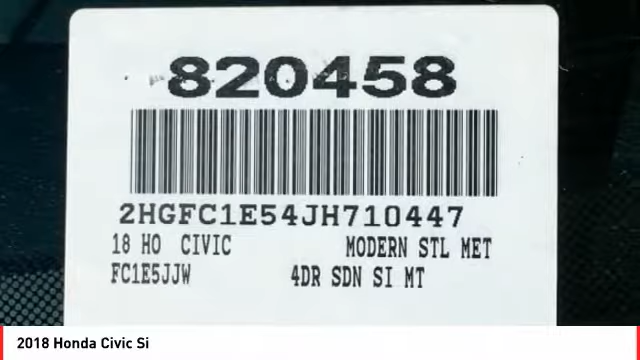 820458
2HGFC1E54JH710447
18 HO CIVIC MODERN STL MET
FC1E5JJW 4DR SDN SI MT
2018 Honda Civic Si